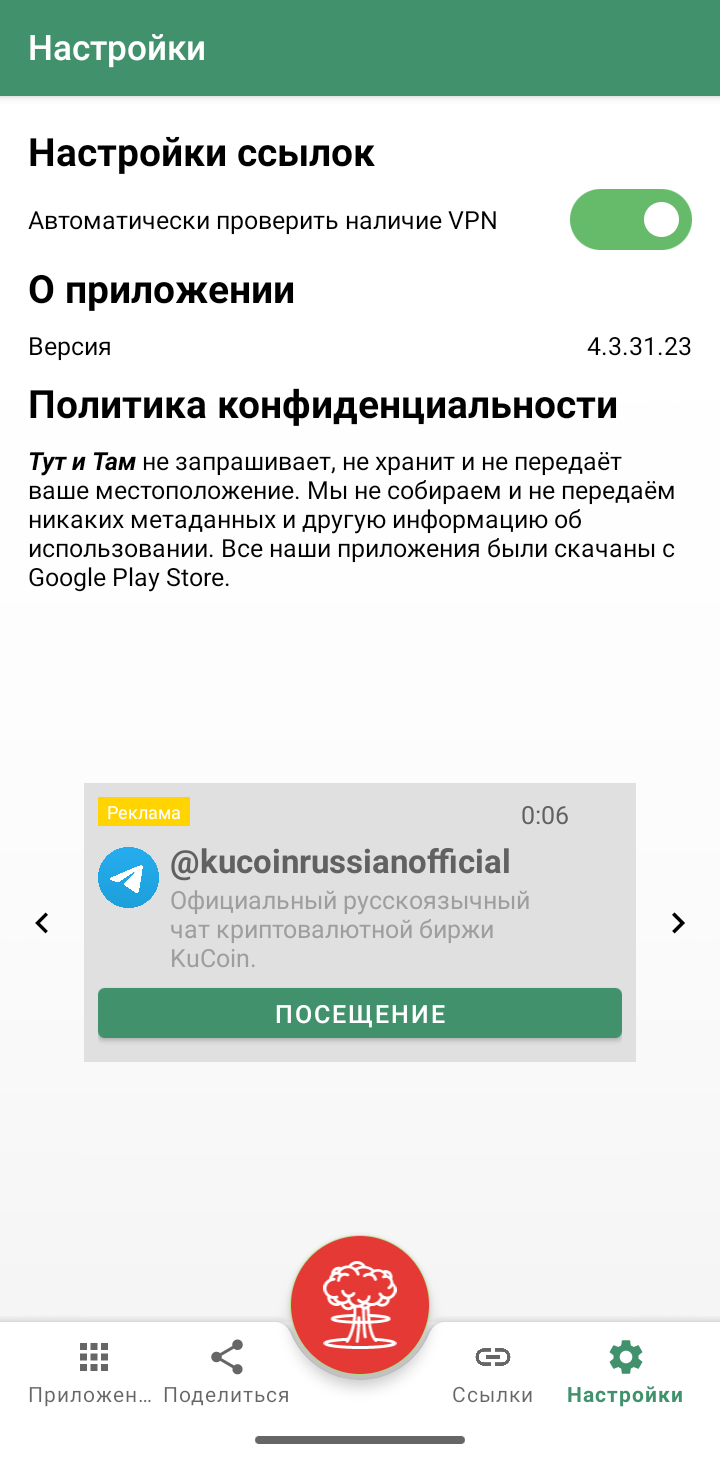 Настройки
Настройки ссылок
Автоматически проверить наличие VPN
О приложении
Версия 4.3.31.23
Политика конфиденциальности
Тут и Там не запрашивает, не хранит и не передаёт
ваше местоположение. Мы не собираем и не передаём
никаких метаданных и другую информацию об
использовании. Все наши приложения были скачаны с
Google Play Store.
Реклама 0:06
@kucoinrussianofficial
Официальный русскоязычный
чат криптовалютной биржи
KuCoin.
ПОСЕЩЕНИЕ
Приложен... Поделиться Ссылки Настройки